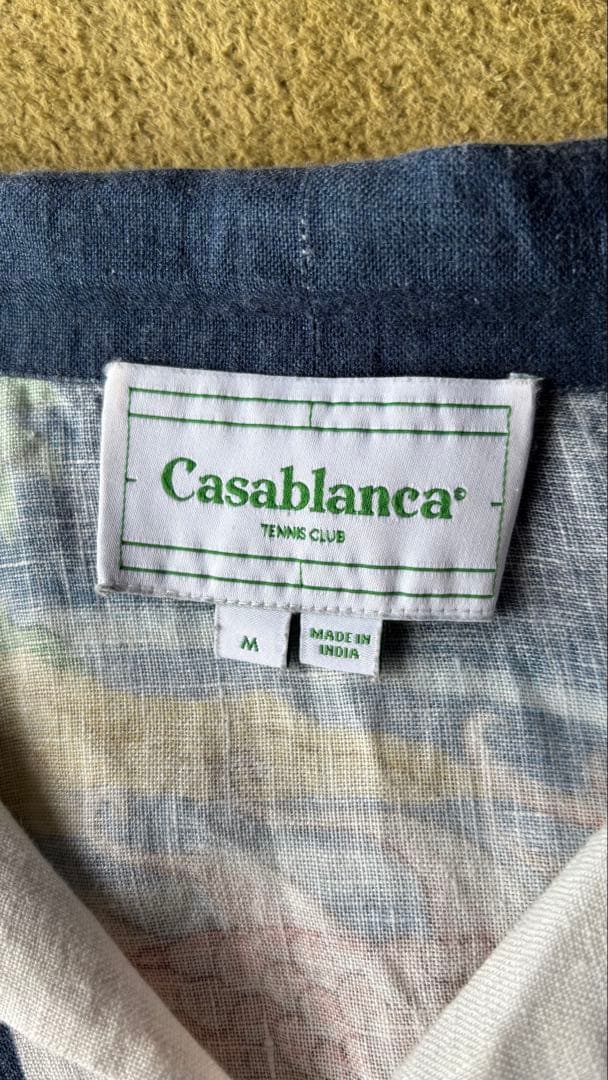 Casablanca®
TENNIS CLUB
M
MADE IN
INDIA